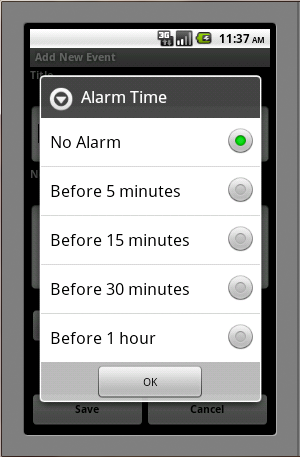 3G
11:37 AM
Add New Event
Title
Alarm Time
No Alarm
Before 5 minutes
Before 15 minutes
Before 30 minutes
Before 1 hour
OK
Save Cancel